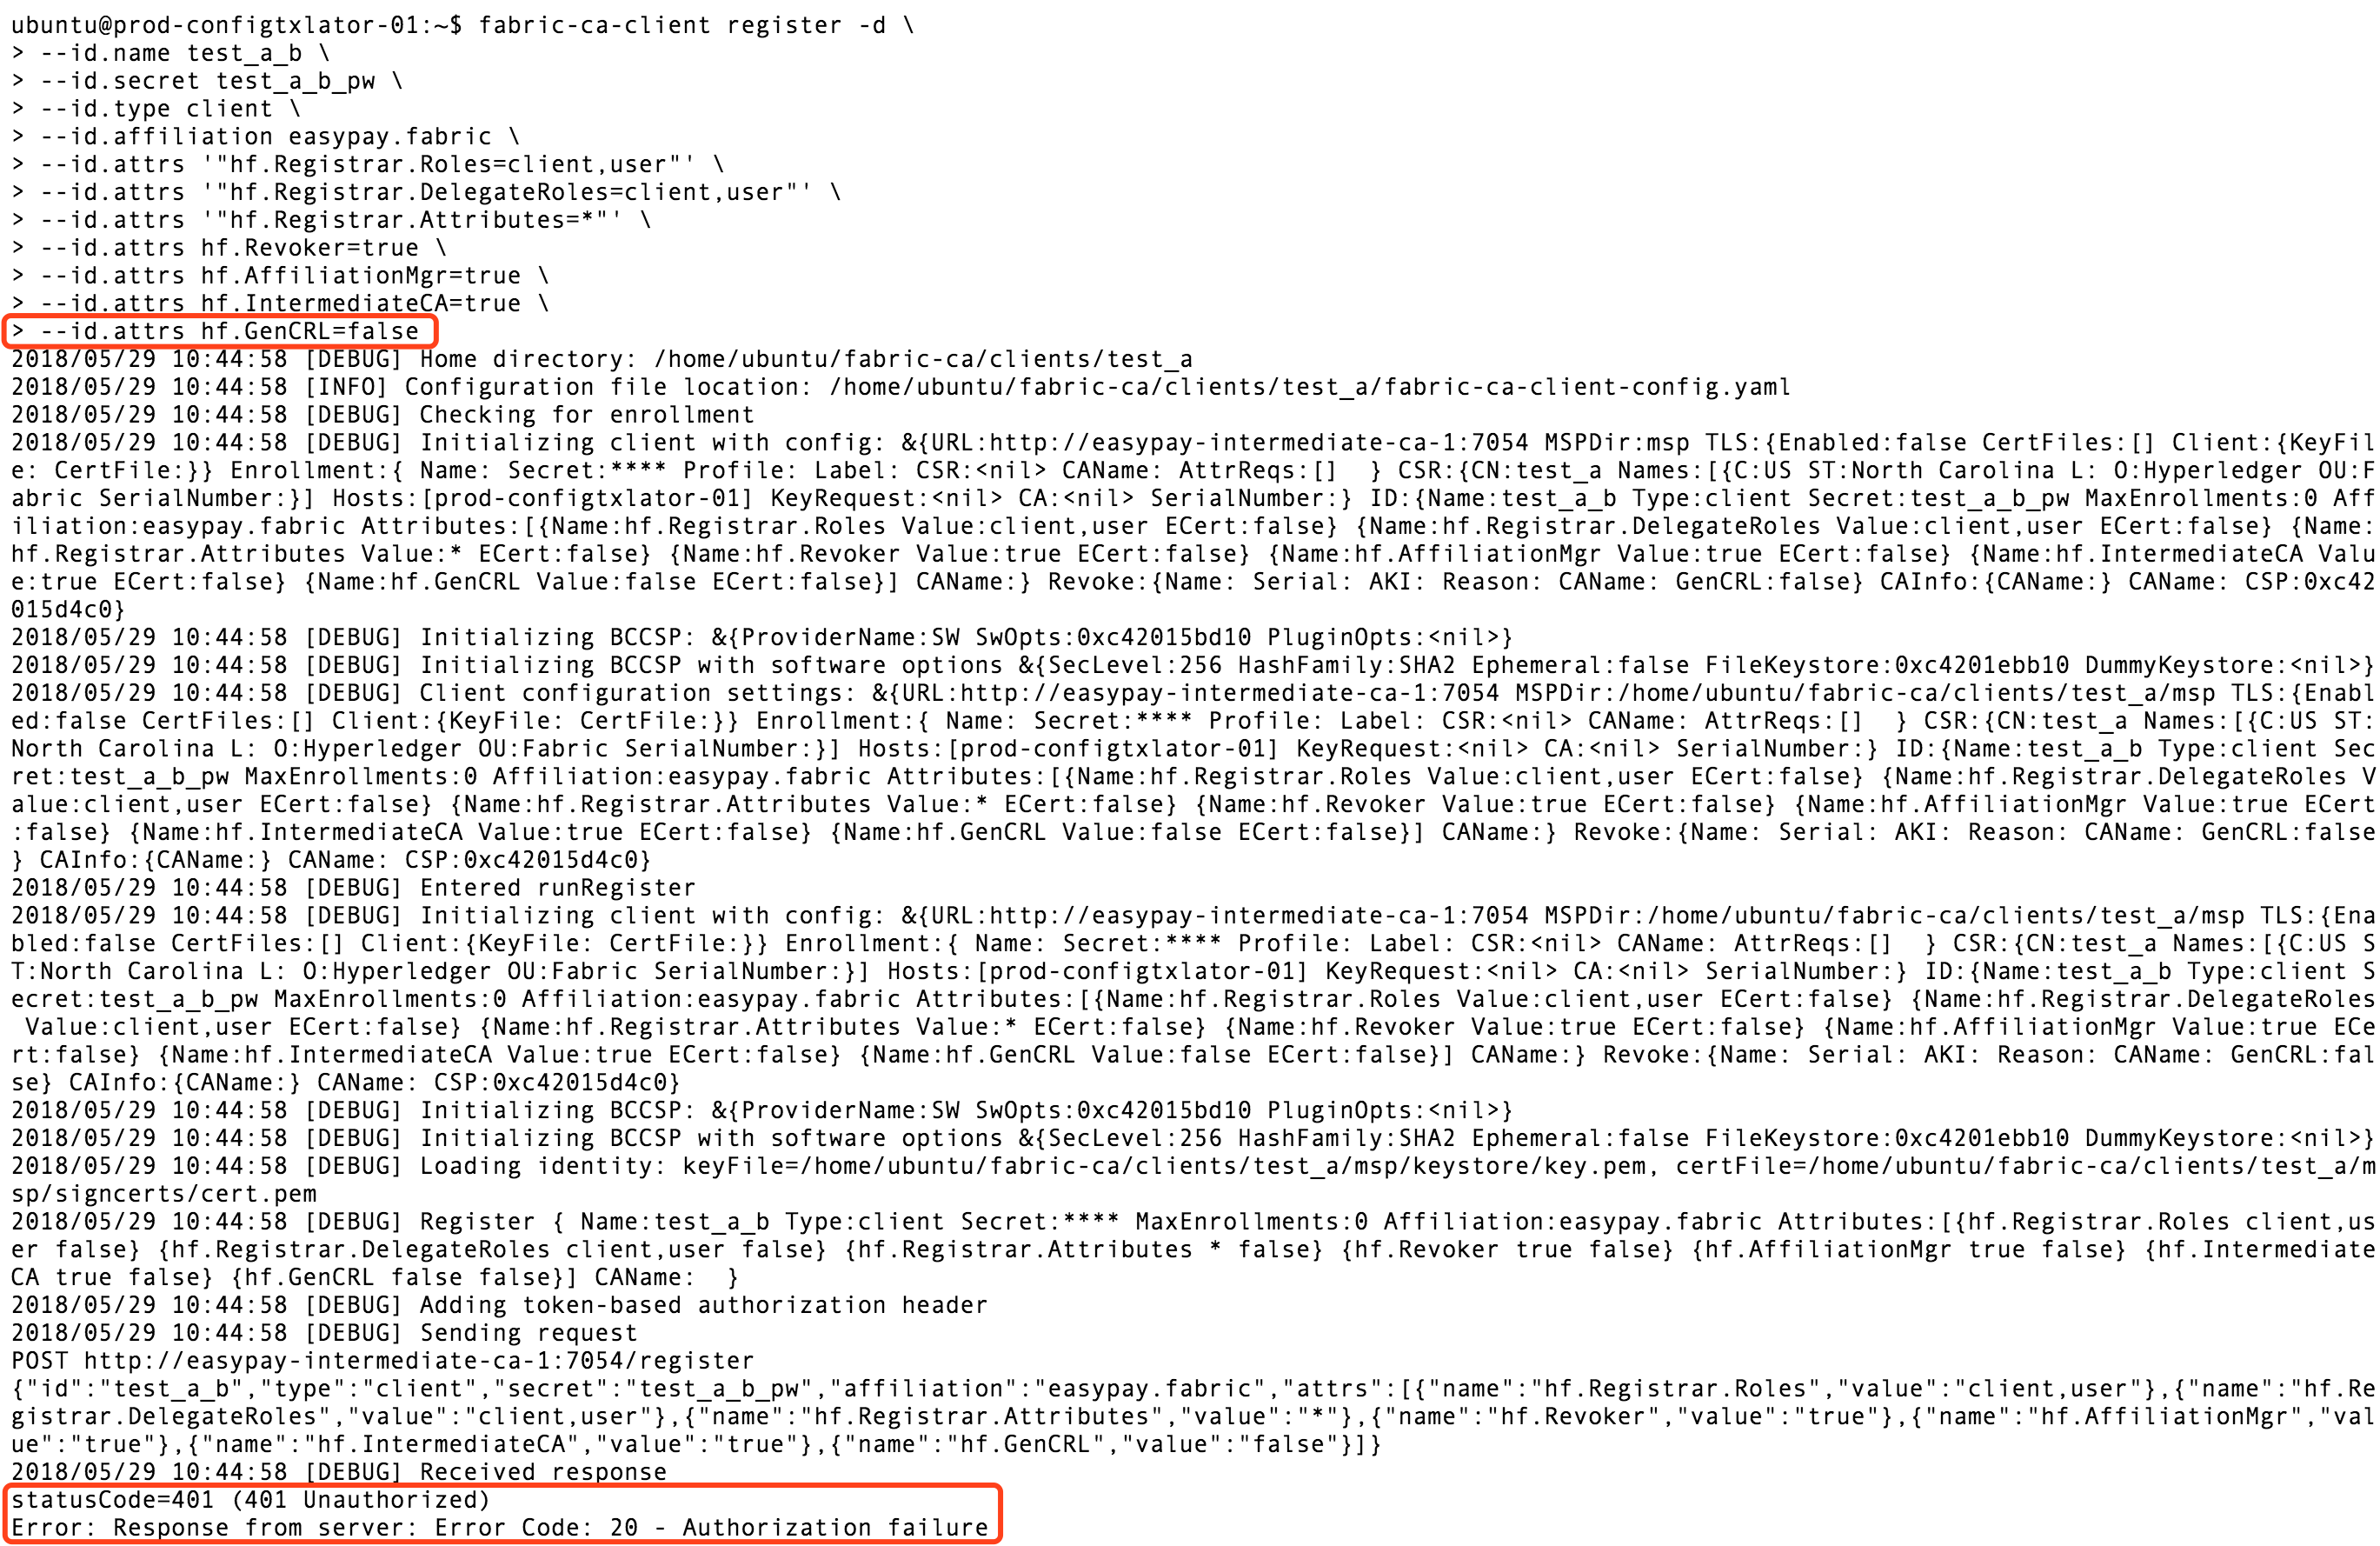 ubuntu@prod-configtxlator-01:~$ fabric-ca-client register -d \
> --id.name test_a_b \
> --id.secret test_a_b_pw \
> --id.type client \
> --id.affiliation easypay.fabric \
> --id.attrs '"hf.Registrar.Roles=client,user"' \
> --id.attrs '"hf.Registrar.DelegateRoles=client,user"' \
> --id.attrs '"hf.Registrar.Attributes=*"' \
> --id.attrs hf.Revoker=true \
> --id.attrs hf.AffiliationMgr=true \
> --id.attrs hf.IntermediateCA=true \
> --id.attrs hf.GenCRL=false
2018/05/29 10:44:58 [DEBUG] Home directory: /home/ubuntu/fabric-ca/clients/test_a
2018/05/29 10:44:58 [INFO] Configuration file location: /home/ubuntu/fabric-ca/clients/test_a/fabric-ca-client-config.yaml
2018/05/29 10:44:58 [DEBUG] Checking for enrollment
2018/05/29 10:44:58 [DEBUG] Initializing client with config: &{URL:http://easypay-intermediate-ca-1:7054 MSPDir:msp TLS:{Enabled:false CertFiles:[] Client:{KeyFil
e: CertFile:}} Enrollment:{ Name: Secret:**** Profile: Label: CSR:<nil> CAName: AttrReqs:[]  } CSR:{CN:test_a Names:[{C:US ST:North Carolina L: O:Hyperledger OU:F
abric SerialNumber:}] Hosts:[prod-configtxlator-01] KeyRequest:<nil> CA:<nil> SerialNumber:} ID:{Name:test_a_b Type:client Secret:test_a_b_pw MaxEnrollments:0 Aff
iliation:easypay.fabric Attributes:[{Name:hf.Registrar.Roles Value:client,user ECert:false} {Name:hf.Registrar.DelegateRoles Value:client,user ECert:false} {Name:
hf.Registrar.Attributes Value:* ECert:false} {Name:hf.Revoker Value:true ECert:false} {Name:hf.AffiliationMgr Value:true ECert:false} {Name:hf.IntermediateCA Valu
e:true ECert:false} {Name:hf.GenCRL Value:false ECert:false}] CAName:} Revoke:{Name: Serial: AKI: Reason: CAName: GenCRL:false} CAInfo:{CAName:} CAName: CSP:0xc42
015d4c0}
2018/05/29 10:44:58 [DEBUG] Initializing BCCSP: &{ProviderName:SW SwOpts:0xc42015bd10 PluginOpts:<nil>}
2018/05/29 10:44:58 [DEBUG] Initializing BCCSP with software options &{SecLevel:256 HashFamily:SHA2 Ephemeral:false FileKeystore:0xc4201ebb10 DummyKeystore:<nil>}
2018/05/29 10:44:58 [DEBUG] Client configuration settings: &{URL:http://easypay-intermediate-ca-1:7054 MSPDir:/home/ubuntu/fabric-ca/clients/test_a/msp TLS:{Enabl
ed:false CertFiles:[] Client:{KeyFile: CertFile:}} Enrollment:{ Name: Secret:**** Profile: Label: CSR:<nil> CAName: AttrReqs:[]  } CSR:{CN:test_a Names:[{C:US ST:
North Carolina L: O:Hyperledger OU:Fabric SerialNumber:}] Hosts:[prod-configtxlator-01] KeyRequest:<nil> CA:<nil> SerialNumber:} ID:{Name:test_a_b Type:client Sec
ret:test_a_b_pw MaxEnrollments:0 Affiliation:easypay.fabric Attributes:[{Name:hf.Registrar.Roles Value:client,user ECert:false} {Name:hf.Registrar.DelegateRoles V
alue:client,user ECert:false} {Name:hf.Registrar.Attributes Value:* ECert:false} {Name:hf.Revoker Value:true ECert:false} {Name:hf.AffiliationMgr Value:true ECert
:false} {Name:hf.IntermediateCA Value:true ECert:false} {Name:hf.GenCRL Value:false ECert:false}] CAName:} Revoke:{Name: Serial: AKI: Reason: CAName: GenCRL:false
} CAInfo:{CAName:} CAName: CSP:0xc42015d4c0}
2018/05/29 10:44:58 [DEBUG] Entered runRegister
2018/05/29 10:44:58 [DEBUG] Initializing client with config: &{URL:http://easypay-intermediate-ca-1:7054 MSPDir:/home/ubuntu/fabric-ca/clients/test_a/msp TLS:{Ena
bled:false CertFiles:[] Client:{KeyFile: CertFile:}} Enrollment:{ Name: Secret:**** Profile: Label: CSR:<nil> CAName: AttrReqs:[]  } CSR:{CN:test_a Names:[{C:US S
T:North Carolina L: O:Hyperledger OU:Fabric SerialNumber:}] Hosts:[prod-configtxlator-01] KeyRequest:<nil> CA:<nil> SerialNumber:} ID:{Name:test_a_b Type:client S
ecret:test_a_b_pw MaxEnrollments:0 Affiliation:easypay.fabric Attributes:[{Name:hf.Registrar.Roles Value:client,user ECert:false} {Name:hf.Registrar.DelegateRoles
 Value:client,user ECert:false} {Name:hf.Registrar.Attributes Value:* ECert:false} {Name:hf.Revoker Value:true ECert:false} {Name:hf.AffiliationMgr Value:true ECe
rt:false} {Name:hf.IntermediateCA Value:true ECert:false} {Name:hf.GenCRL Value:false ECert:false}] CAName:} Revoke:{Name: Serial: AKI: Reason: CAName: GenCRL:fal
se} CAInfo:{CAName:} CAName: CSP:0xc42015d4c0}
2018/05/29 10:44:58 [DEBUG] Initializing BCCSP: &{ProviderName:SW SwOpts:0xc42015bd10 PluginOpts:<nil>}
2018/05/29 10:44:58 [DEBUG] Initializing BCCSP with software options &{SecLevel:256 HashFamily:SHA2 Ephemeral:false FileKeystore:0xc4201ebb10 DummyKeystore:<nil>}
2018/05/29 10:44:58 [DEBUG] Loading identity: keyFile=/home/ubuntu/fabric-ca/clients/test_a/msp/keystore/key.pem, certFile=/home/ubuntu/fabric-ca/clients/test_a/m
sp/signcerts/cert.pem
2018/05/29 10:44:58 [DEBUG] Register { Name:test_a_b Type:client Secret:**** MaxEnrollments:0 Affiliation:easypay.fabric Attributes:[{hf.Registrar.Roles client,us
er false} {hf.Registrar.DelegateRoles client,user false} {hf.Registrar.Attributes * false} {hf.Revoker true false} {hf.AffiliationMgr true false} {hf.Intermediate
CA true false} {hf.GenCRL false false}] CAName:  }
2018/05/29 10:44:58 [DEBUG] Adding token-based authorization header
2018/05/29 10:44:58 [DEBUG] Sending request
POST http://easypay-intermediate-ca-1:7054/register
{"id":"test_a_b","type":"client","secret":"test_a_b_pw","affiliation":"easypay.fabric","attrs":[{"name":"hf.Registrar.Roles","value":"client,user"},{"name":"hf.Re
gistrar.DelegateRoles","value":"client,user"},{"name":"hf.Registrar.Attributes","value":"*"},{"name":"hf.Revoker","value":"true"},{"name":"hf.AffiliationMgr","val
ue":"true"},{"name":"hf.IntermediateCA","value":"true"},{"name":"hf.GenCRL","value":"false"}]}
2018/05/29 10:44:58 [DEBUG] Received response
statusCode=401 (401 Unauthorized)
Error: Response from server: Error Code: 20 - Authorization failure